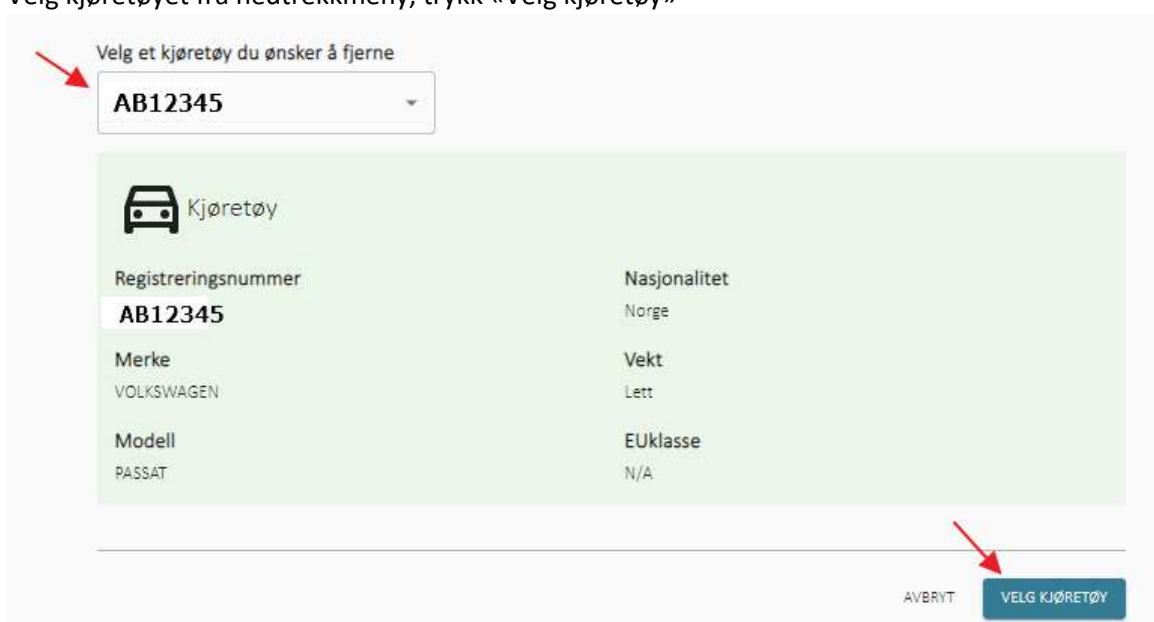 Velg kjøretøyet fra nedtrekkmeny, trykk «Velg kjøretøy»
Velg et kjøretøy du ønsker å fjerne
AB12345
Kjøretøy
Registreringsnummer
AB12345
Nasjonalitet
Norge
Merke
VOLKSWAGEN
Vekt
Lett
Modell
PASSAT
EUklasse
N/A
AVBRYT
VELG KJØRETØY